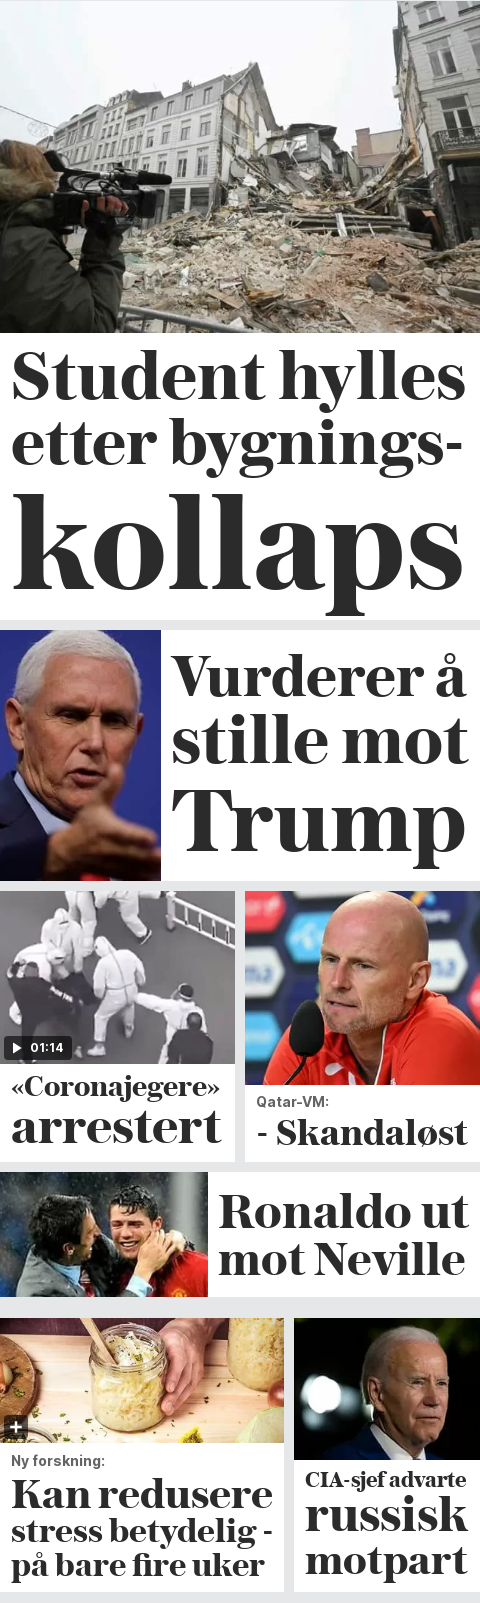 Student hylles
etter bygnings-
kollaps
Vurderer å
stille mot
Trump
01:14
«Coronajegere»
arrestert
Qatar-VM:
- Skandaløst
Ronaldo ut
mot Neville
Ny forskning:
Kan redusere
stress betydelig -
på bare fire uker
CIA-sjef advarte
russisk
motpart